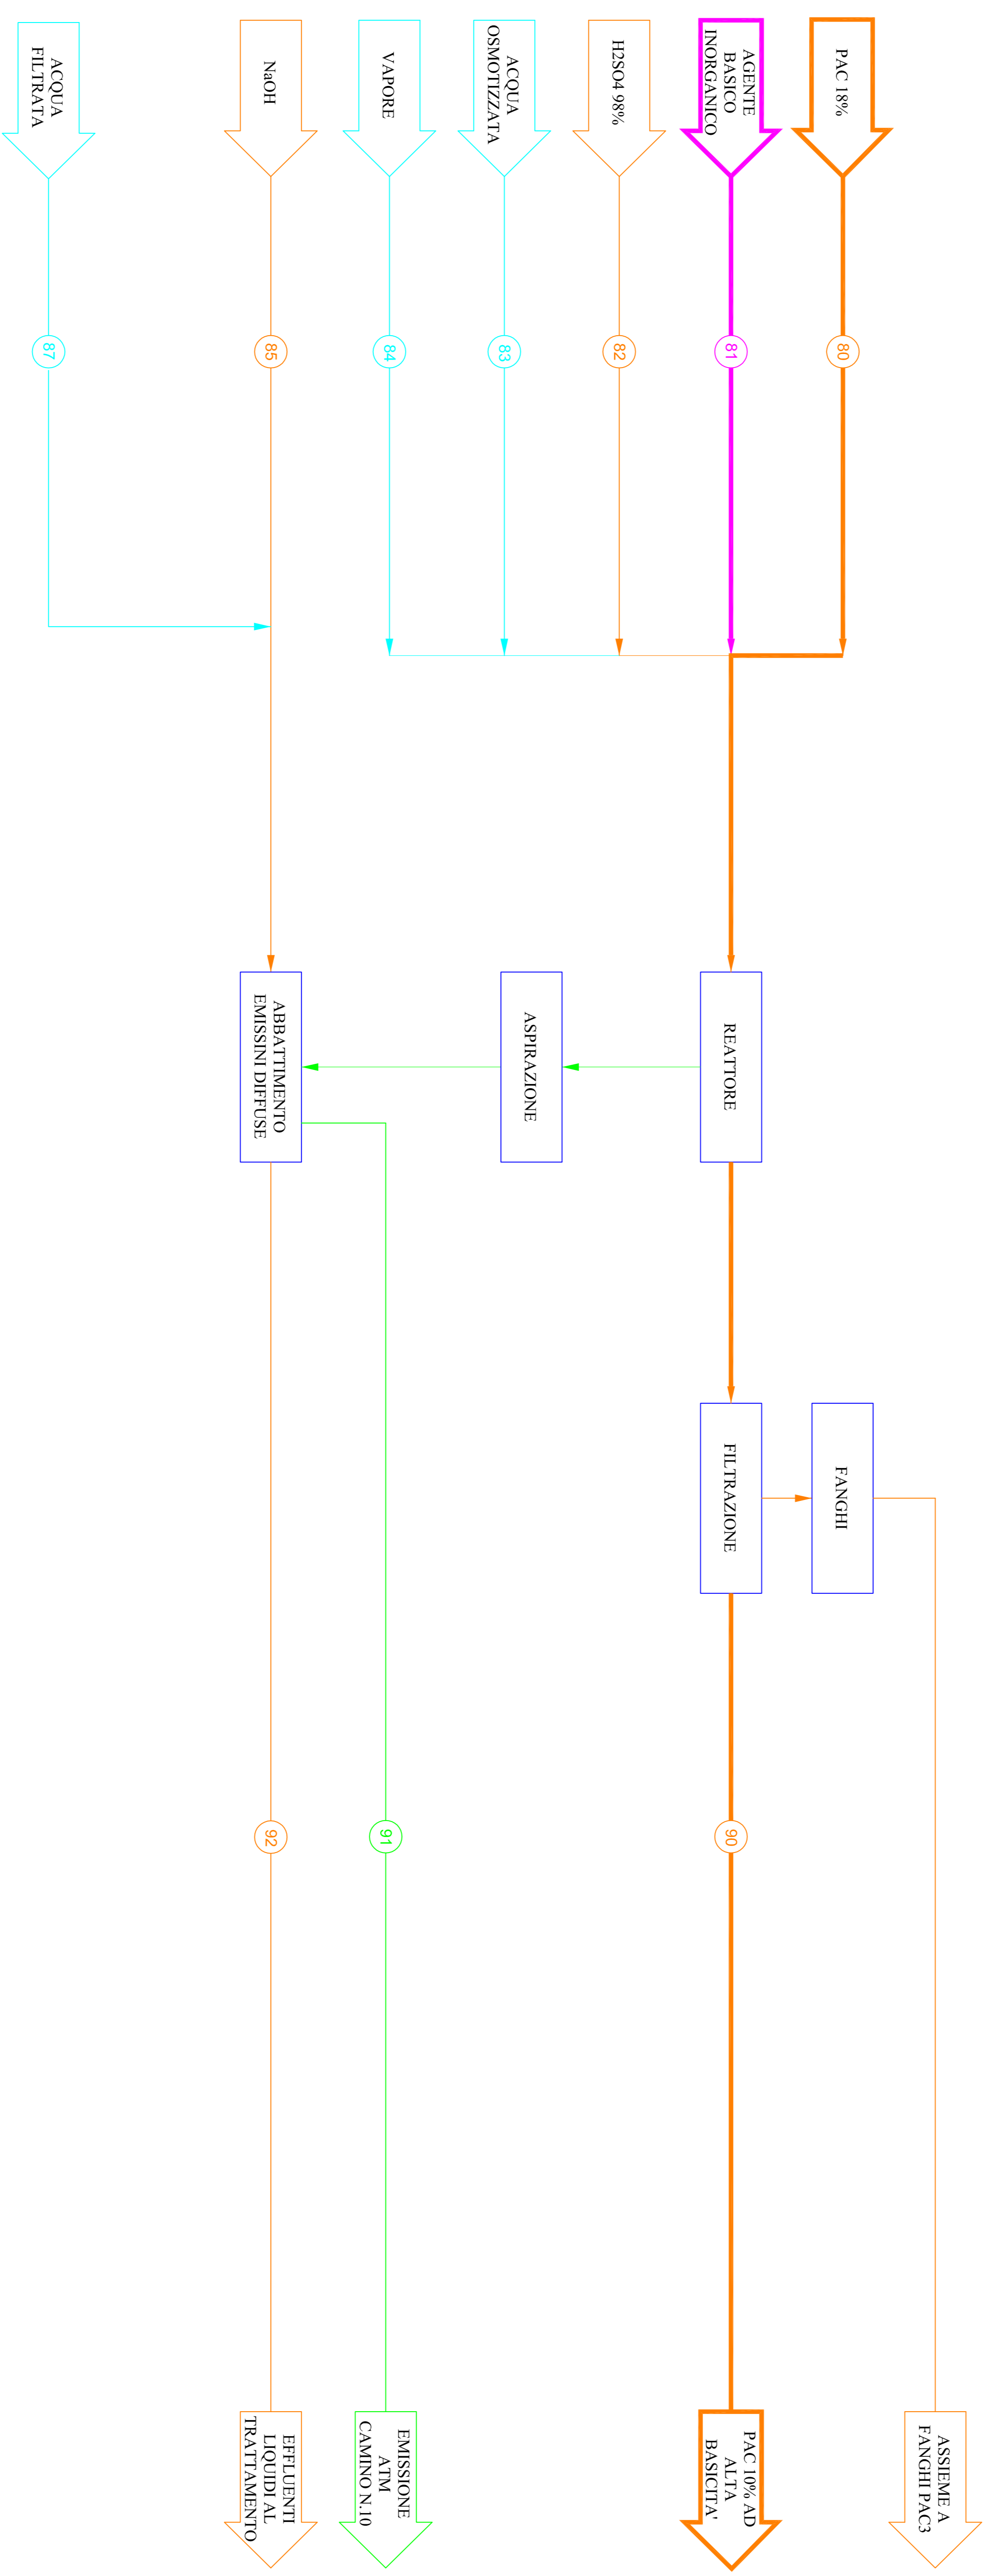 ASSIEME A
FANGHI PAC3
PAC 18%
80
FANGHI
AGENTE
BASICO
INORGANICO
81
REATTORE
FILTRAZIONE
90
PAC 10% AD
ALTA
BASICITA'
H2SO4 98%
82
ACQUA
OSMOTIZZATA
83
ASPIRAZIONE
VAPORE
84
91
EMISSIONE
ATM
CAMINO N.10
NaOH
85
ABBATTIMENTO
EMISSINI DIFFUSE
92
EFFLUENTI
LIQUIDI AL
TRATTAMENTO
ACQUA
FILTRATA
87